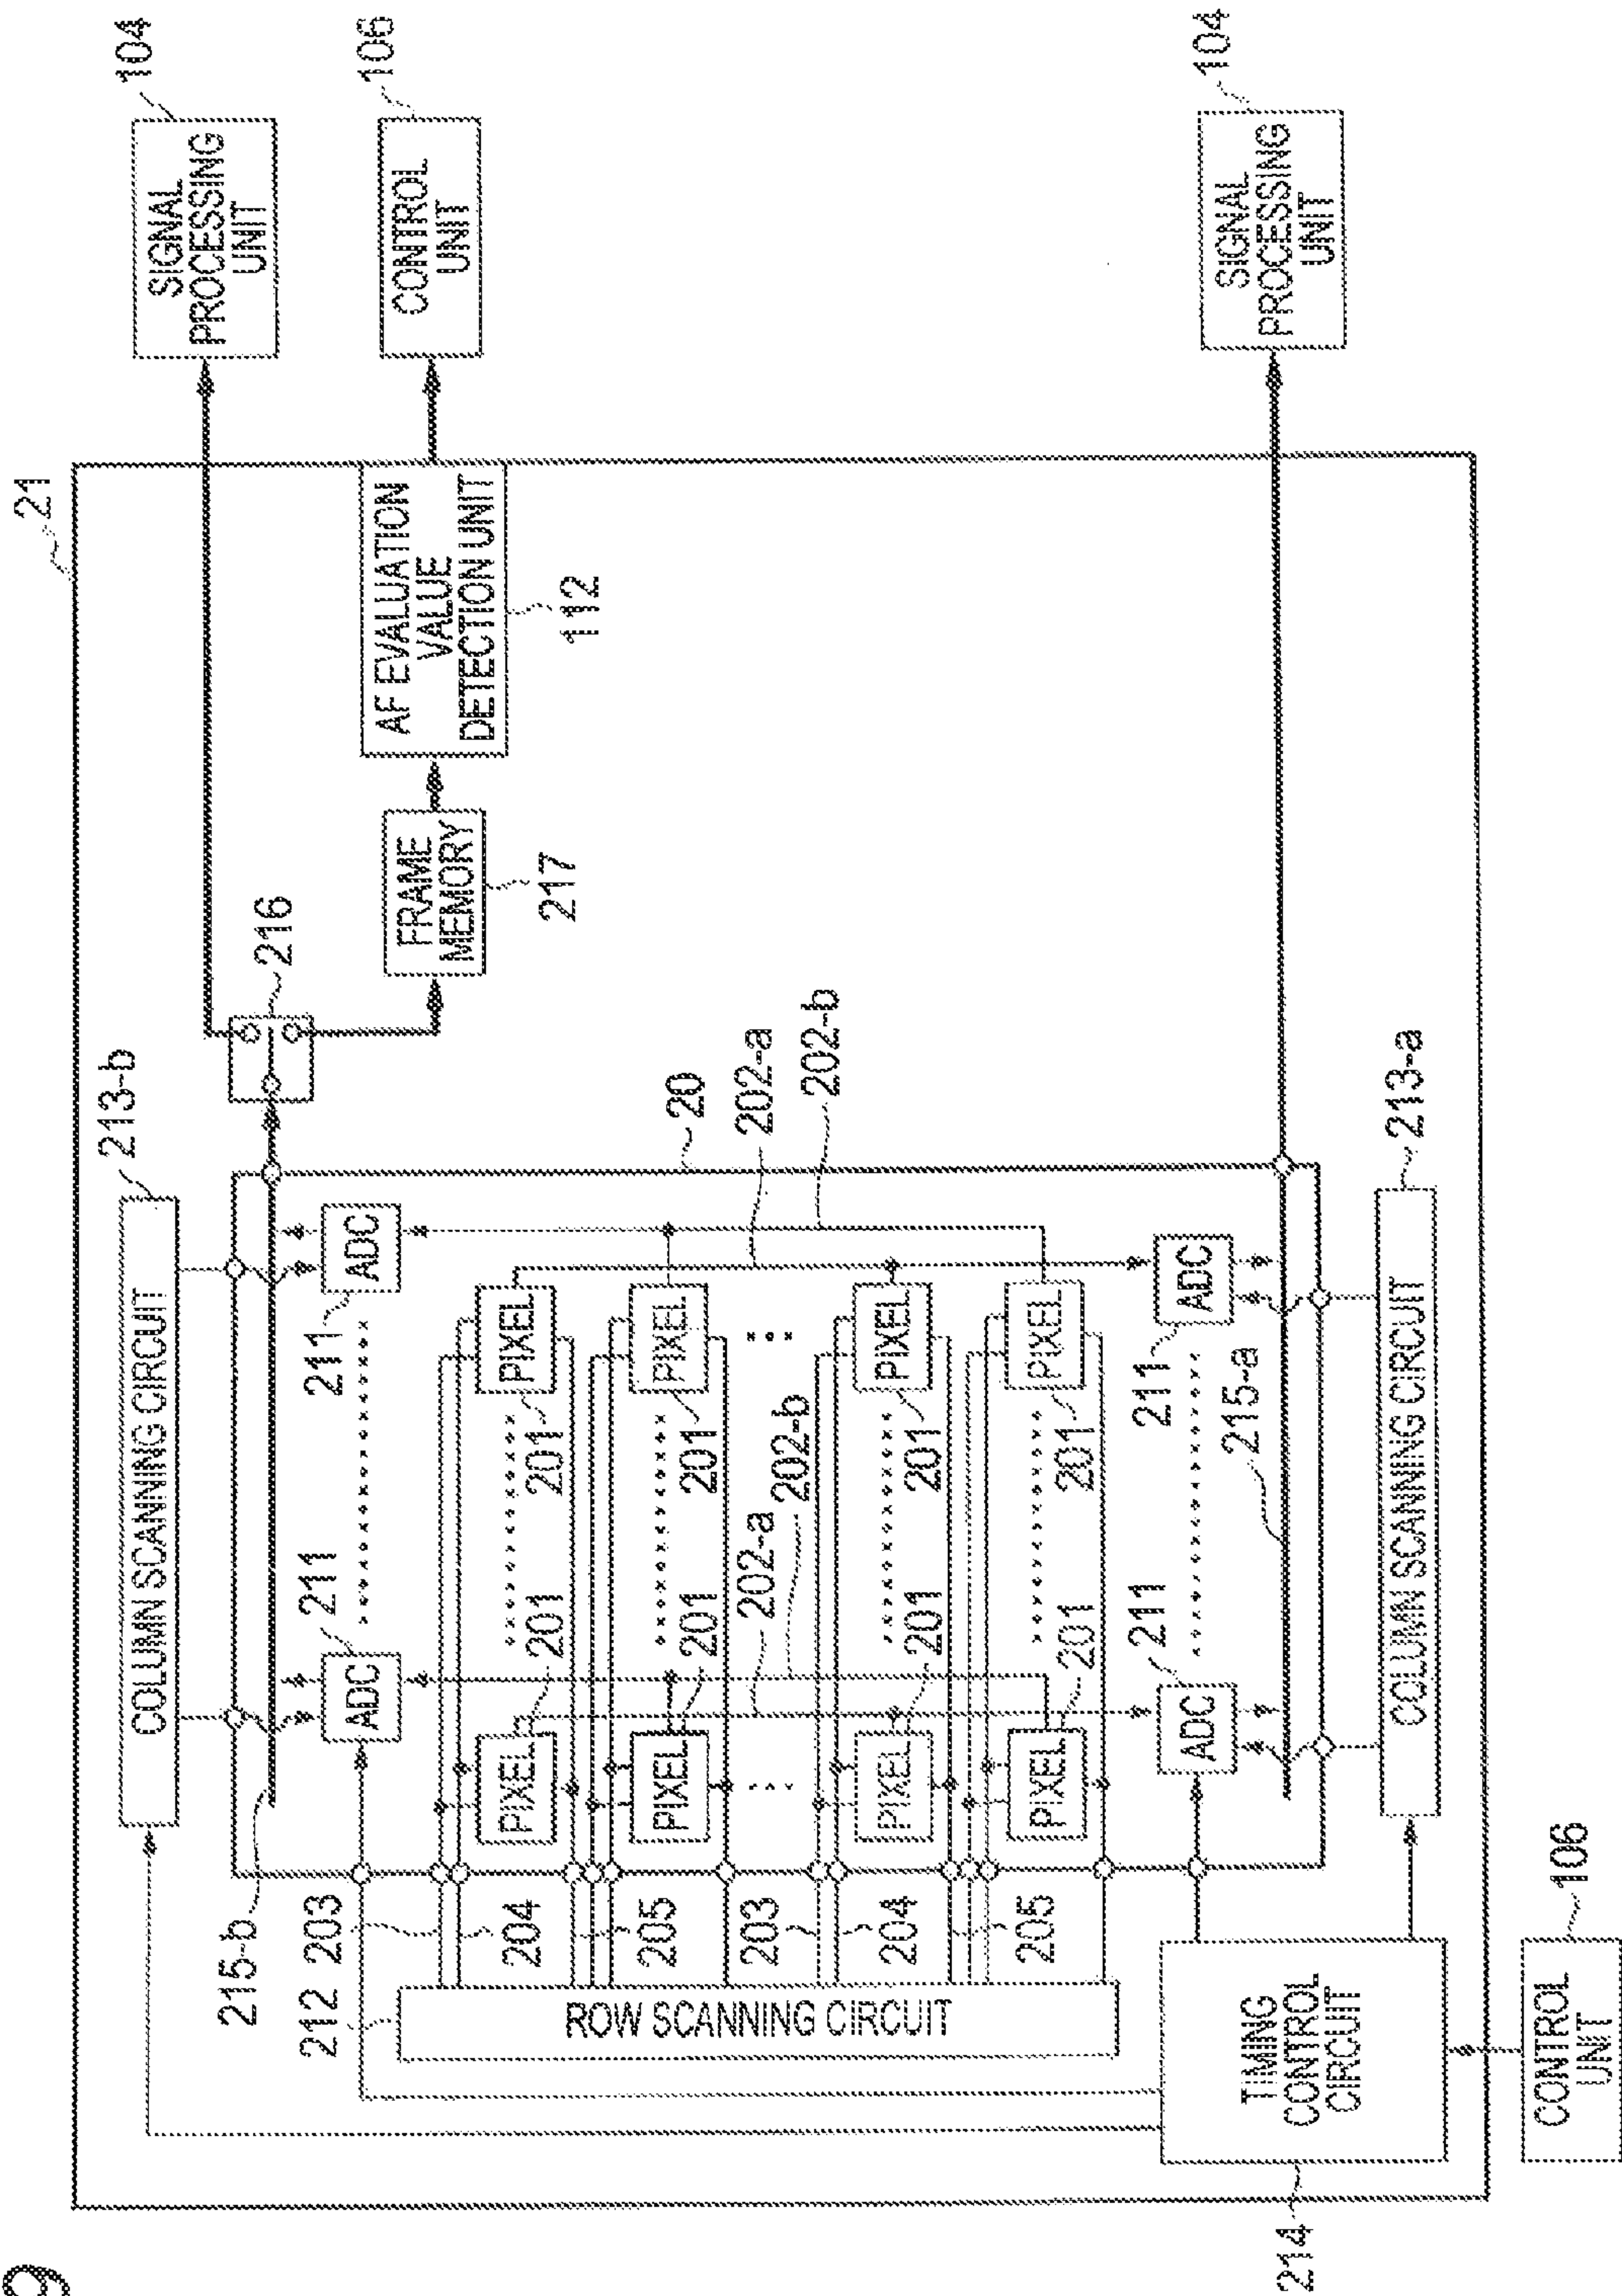 9
21
COLUMN SCANNING CIRCUIT
213-b
215-b
216
SIGNAL
PROCESSING
UNIT
104
211
211
ADC
ADC
FRAME
MEMORY
217
AF EVALUATION
VALUE
DETECTION UNIT
112
CONTROL
UNIT
106
212
ROW SCANNING CIRCUIT
203
204
205
203
204
205
PIXEL
201
PIXEL
201
PIXEL
201
PIXEL
201
202-a
202-b
PIXEL
201
PIXEL
201
PIXEL
201
PIXEL
201
20
202-a
202-b
ADC
211
ADC
211
215-a
COLUMN SCANNING CIRCUIT
213-a
SIGNAL
PROCESSING
UNIT
104
TIMING
CONTROL
CIRCUIT
214
CONTROL
UNIT
106